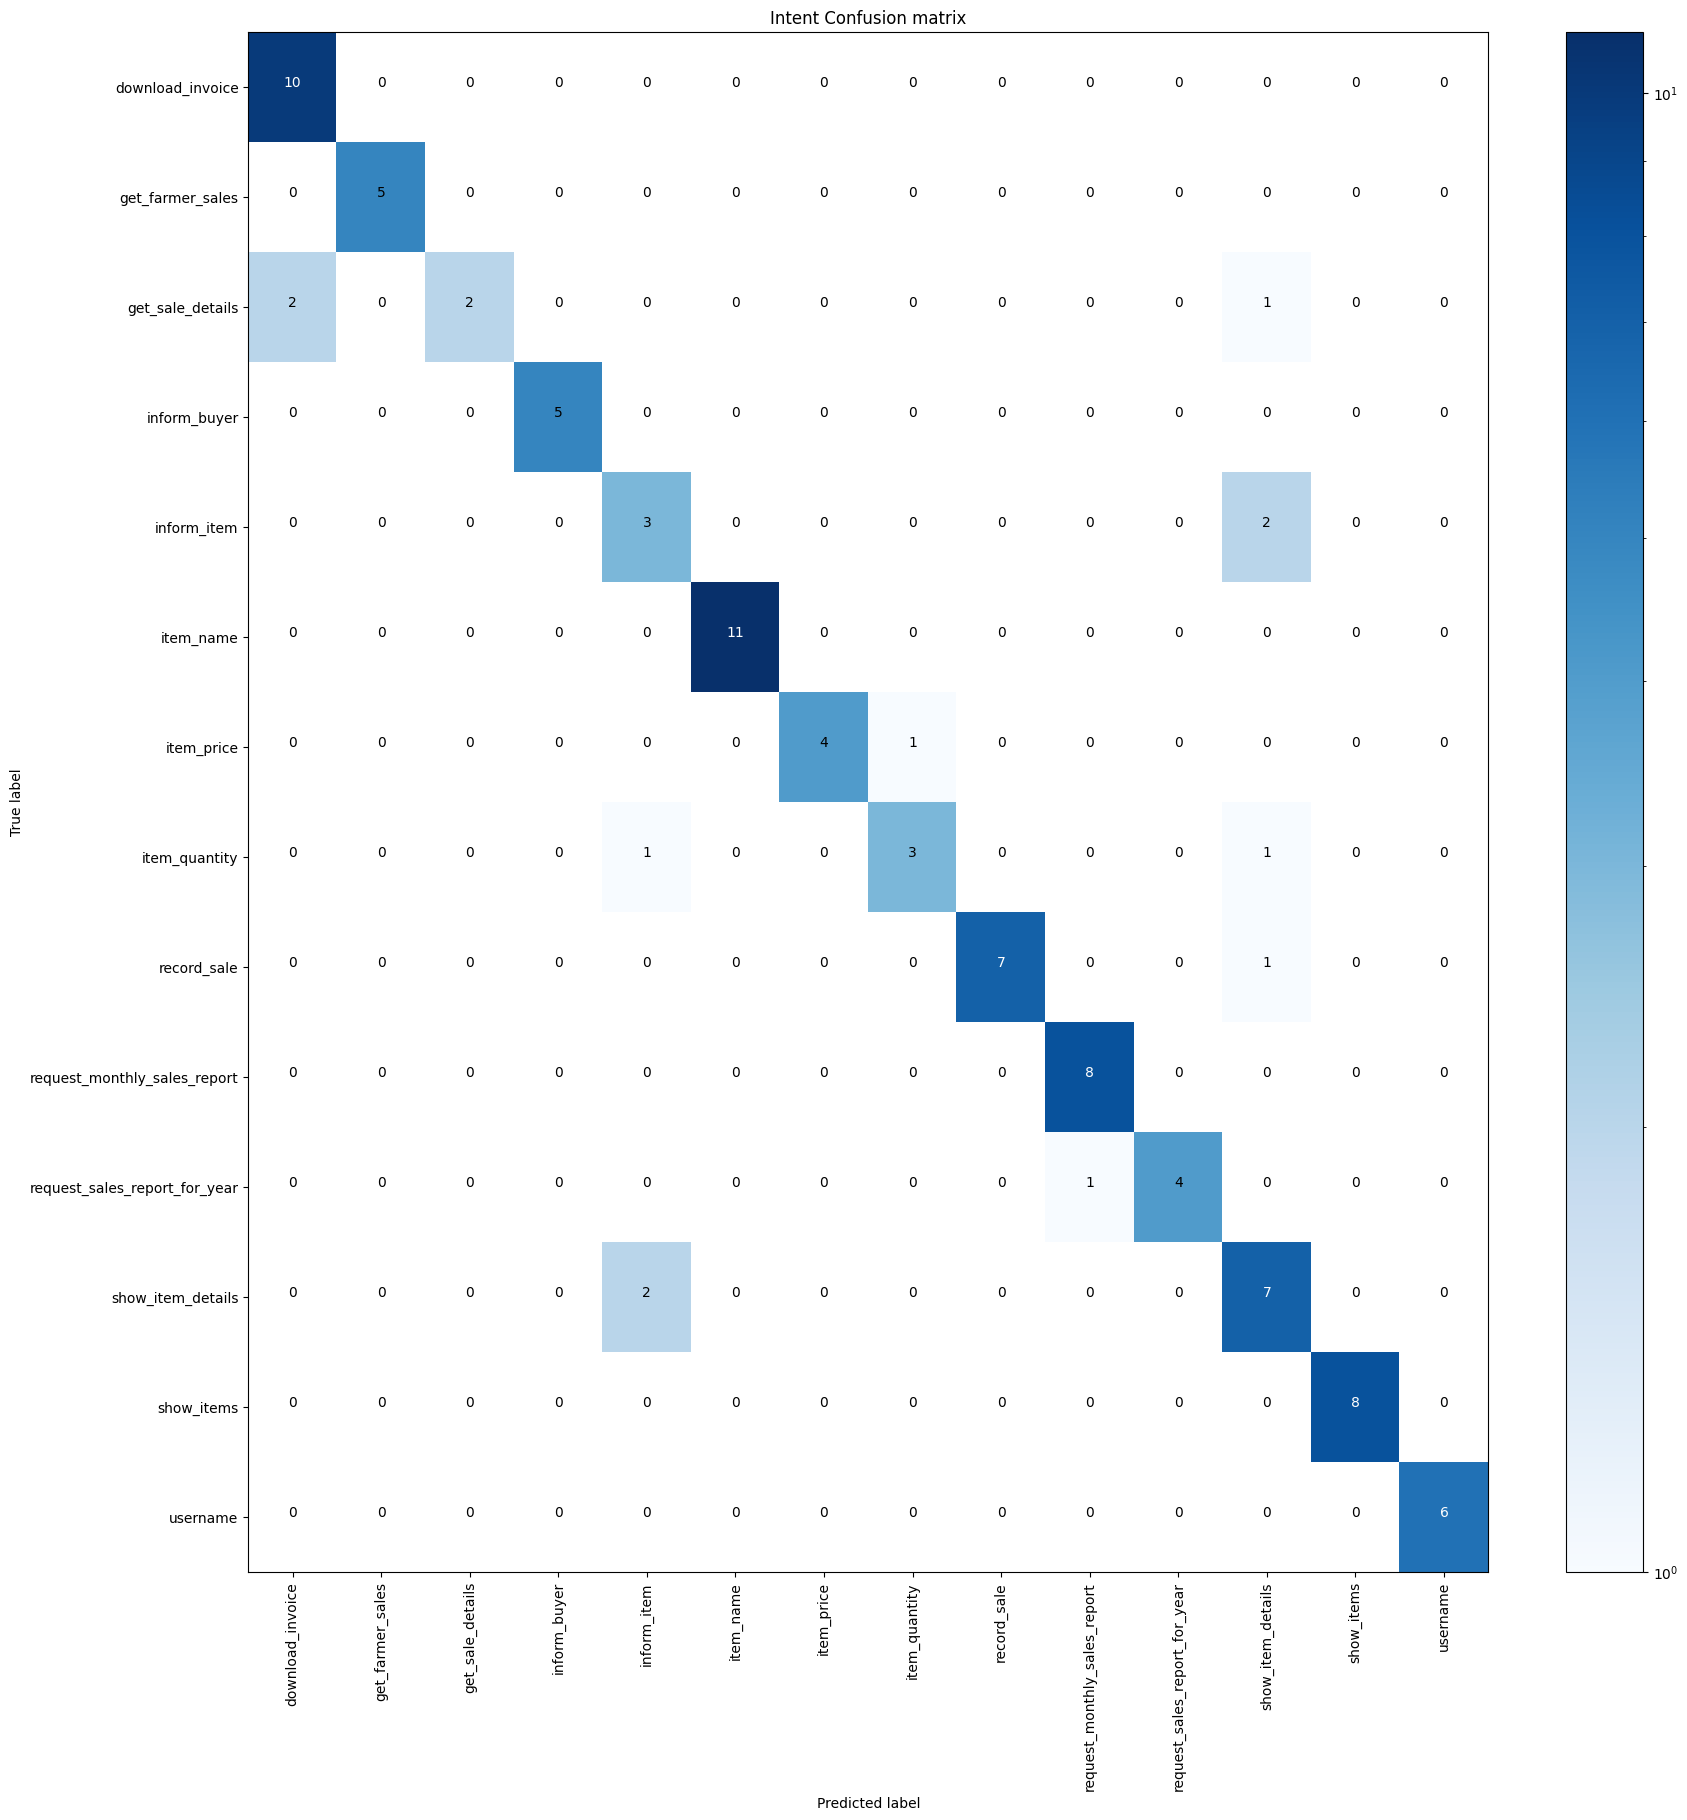 Intent Confusion matrix
download_invoice 10 0 0 0 0 0 0 0 0 0 0 0 0 0
get_farmer_sales 0 5 0 0 0 0 0 0 0 0 0 0 0 0
get_sale_details 2 0 2 0 0 0 0 0 0 0 0 1 0 0
inform_buyer 0 0 0 5 0 0 0 0 0 0 0 0 0 0
inform_item 0 0 0 0 3 0 0 0 0 0 0 2 0 0
item_name 0 0 0 0 0 11 0 0 0 0 0 0 0 0
item_price 0 0 0 0 0 0 4 1 0 0 0 0 0 0
item_quantity 0 0 0 0 1 0 0 3 0 0 0 1 0 0
record_sale 0 0 0 0 0 0 0 0 7 0 0 1 0 0
request_monthly_sales_report 0 0 0 0 0 0 0 0 0 8 0 0 0 0
request_sales_report_for_year 0 0 0 0 0 0 0 0 0 1 4 0 0 0
show_item_details 0 0 0 0 2 0 0 0 0 0 0 7 0 0
show_items 0 0 0 0 0 0 0 0 0 0 0 0 8 0
username 0 0 0 0 0 0 0 0 0 0 0 0 0 6
True label
download_invoice
get_farmer_sales
get_sale_details
inform_buyer
inform_item
item_name
item_price
item_quantity
record_sale
request_monthly_sales_report
request_sales_report_for_year
show_item_details
show_items
username
Predicted label
10¹
10⁰